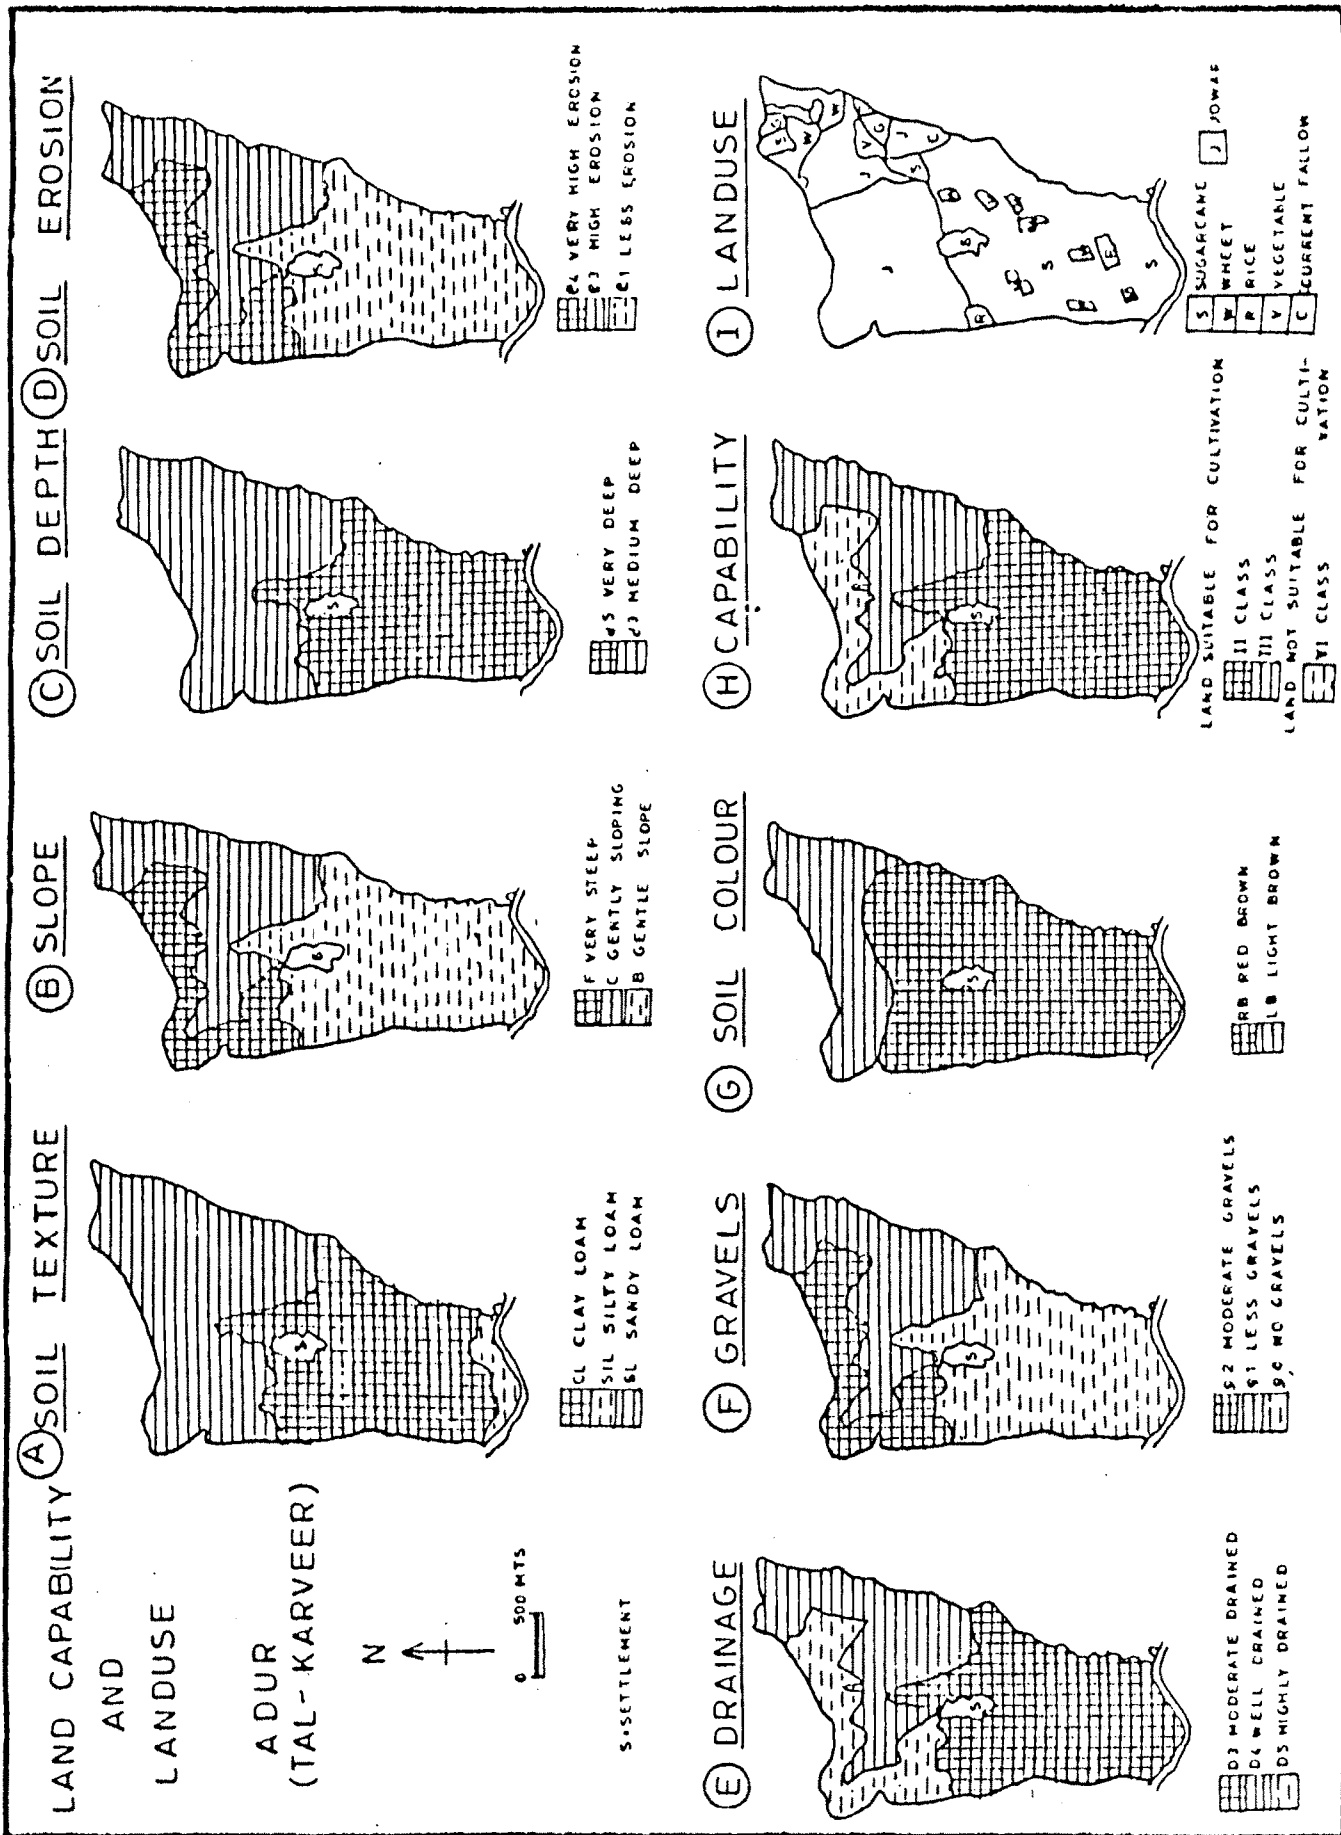 LAND CAPABILITY
AND
LANDUSE
ADUR
(TAL-KARVEER)
N
0 500 MTS
S=SETTLEMENT
A SOIL TEXTURE
S
CL CLAY LOAM
SIL SILTY LOAM
SL SANDY LOAM
B SLOPE
F VERY STEEP
C GENTLY SLOPING
B GENTLE SLOPE
C SOIL DEPTH
S
d5 VERY DEEP
d3 MEDIUM DEEP
D SOIL EROSION
S
e4 VERY HIGH EROSION
e3 HIGH EROSION
e1 LESS EROSION
E DRAINAGE
S
D3 MODERATE DRAINED
D4 WELL DRAINED
D5 HIGHLY DRAINED
F GRAVELS
S
g2 MODERATE GRAVELS
g1 LESS GRAVELS
g0 NO GRAVELS
G SOIL COLOUR
S
RB RED BROWN
LB LIGHT BROWN
H CAPABILITY
S
LAND SUITABLE FOR CULTIVATION
II CLASS
III CLASS
LAND NOT SUITABLE FOR CULTI-
VATION
VI CLASS
I LANDUSE
S
W
W
J
V
G
J
C
S
J
R
S
S
S
S SUGARCANE
J JOWAR
W WHEET
R RICE
V VEGETABLE
C CURRENT FALLOW